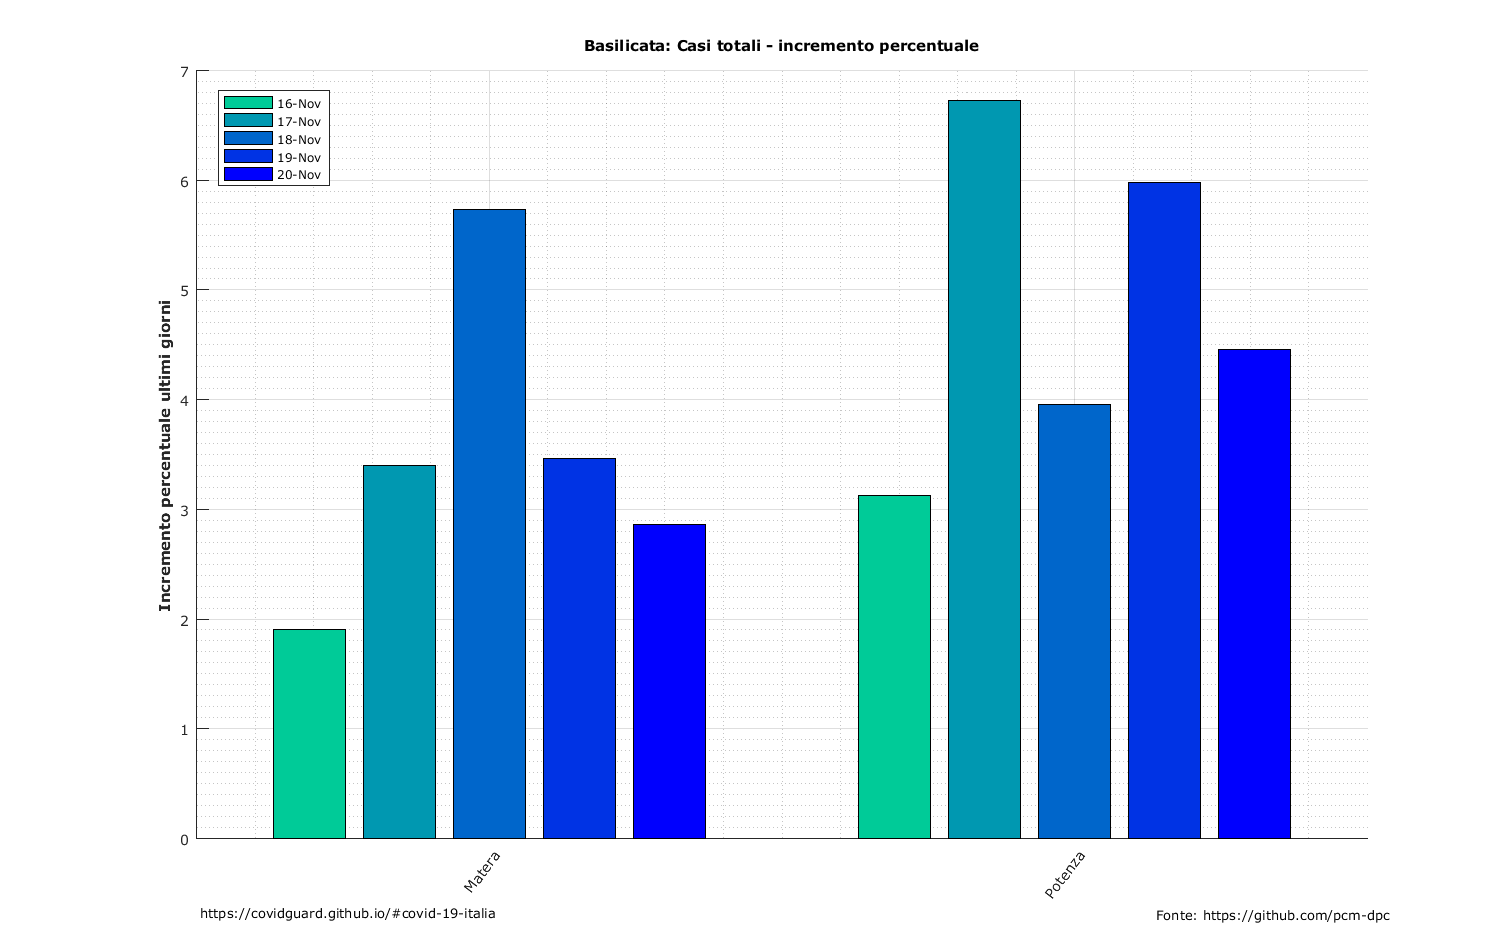 Basilicata: Casi totali - incremento percentuale
7
6
5
4
3
2
1
0
Incremento percentuale ultimi giorni
16-Nov
17-Nov
18-Nov
19-Nov
20-Nov
Matera
Potenza
https://covidguard.github.io/#covid-19-italia
Fonte: https://github.com/pcm-dpc